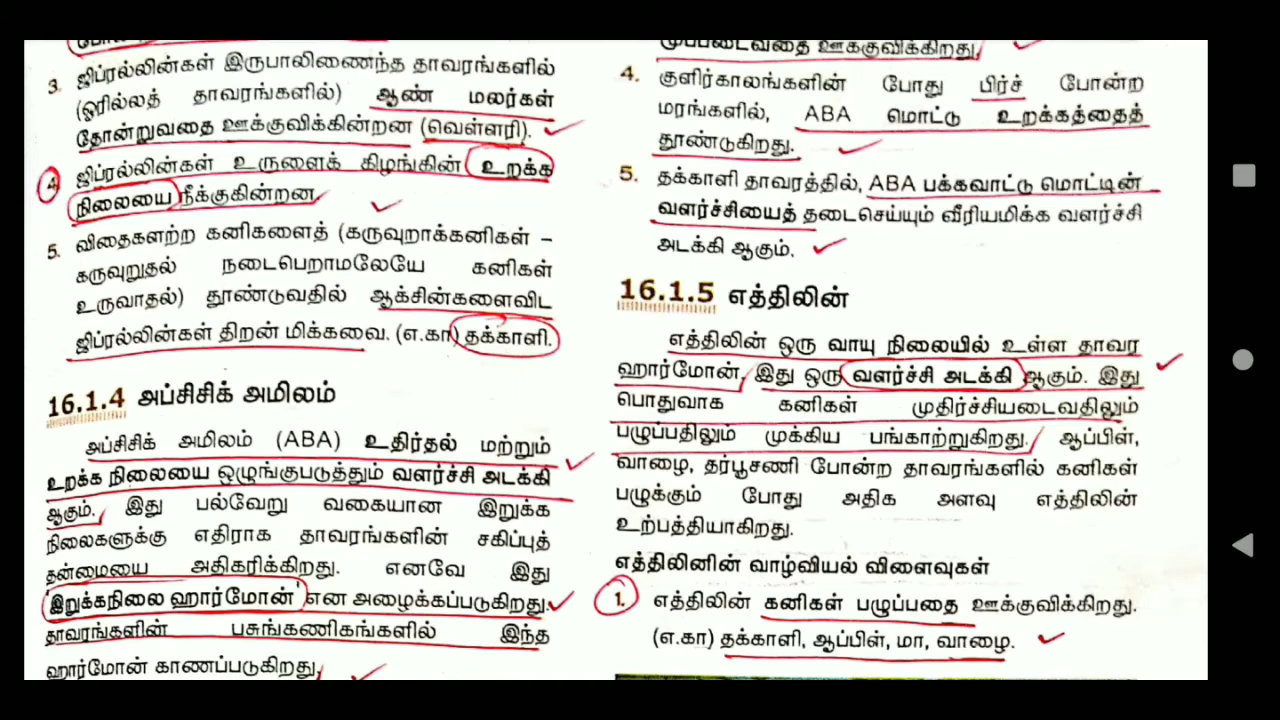 3. ஜிப்ரல்லின்கள் இருபாலிணைந்த தாவரங்களில்
(ஓரில்லத் தாவரங்களில்) ஆண் மலர்கள்
தோன்றுவதை ஊக்குவிக்கின்றன (வெள்ளரி).
4 ஜிப்ரல்லின்கள் உருளைக் கிழங்கின் உறக்க
நிலையை நீக்குகின்றன
5. விதைகளற்ற கனிகளைத் (கருவுறாக்கனிகள் –
கருவுறுதல் நடைபெறாமலேயே கனிகள்
உருவாதல்) தூண்டுவதில் ஆக்சின்களைவிட
ஜிப்ரல்லின்கள் திறன் மிக்கவை. (எ.கா) தக்காளி.
16.1.4 அப்சிசிக் அமிலம்
அப்சிசிக் அமிலம் (ABA) உதிர்தல் மற்றும்
உறக்க நிலையை ஒழுங்குபடுத்தும் வளர்ச்சி அடக்கி
ஆகும். இது பல்வேறு வகையான இறுக்க
நிலைகளுக்கு எதிராக தாவரங்களின் சகிப்புத்
தன்மையை அதிகரிக்கிறது. எனவே இது
'இறுக்கநிலை ஹார்மோன்' என அழைக்கப்படுகிறது.
தாவரங்களின் பசுங்கணிகங்களில் இந்த
ஹார்மோன் காணப்படுகிறது.
முப்படைவதை ஊக்குவிக்கிறது.
4. குளிர்காலங்களின் போது பிர்ச் போன்ற
மரங்களில், ABA மொட்டு உறக்கத்தைத்
தூண்டுகிறது.
5. தக்காளி தாவரத்தில், ABA பக்கவாட்டு மொட்டின்
வளர்ச்சியைத் தடைசெய்யும் வீரியமிக்க வளர்ச்சி
அடக்கி ஆகும்.
16.1.5 எத்திலின்
எத்திலின் ஒரு வாயு நிலையில் உள்ள தாவர
ஹார்மோன். இது ஒரு வளர்ச்சி அடக்கி ஆகும். இது
பொதுவாக கனிகள் முதிர்ச்சியடைவதிலும்
பழுப்பதிலும் முக்கிய பங்காற்றுகிறது. ஆப்பிள்,
வாழை, தர்பூசணி போன்ற தாவரங்களில் கனிகள்
பழுக்கும் போது அதிக அளவு எத்திலின்
உற்பத்தியாகிறது.
எத்திலினின் வாழ்வியல் விளைவுகள்
1. எத்திலின் கனிகள் பழுப்பதை ஊக்குவிக்கிறது.
(எ.கா) தக்காளி, ஆப்பிள், மா, வாழை.